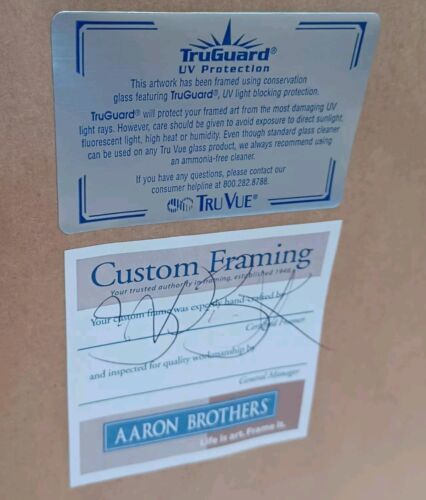 TruGuard®
UV Protection
This artwork has been framed using conservation
glass featuring TruGuard®, UV light blocking protection.
TruGuard® will protect your framed art from the most damaging UV
light rays. However, care should be given to avoid exposure to direct sunlight,
fluorescent light, high heat or humidity. Even though standard glass cleaner
can be used on any Tru Vue glass product, we always recommend using
an ammonia-free cleaner.
If you have any questions, please contact our
consumer helpline at 800.282.8788.
TRU VUE®
Custom Framing
Your trusted authority in framing, established 1946.
Your custom frame was expertly hand-crafted by
Certified Framer
and inspected for quality workmanship by
General Manager
AARON BROTHERS
Life is art. Frame it.